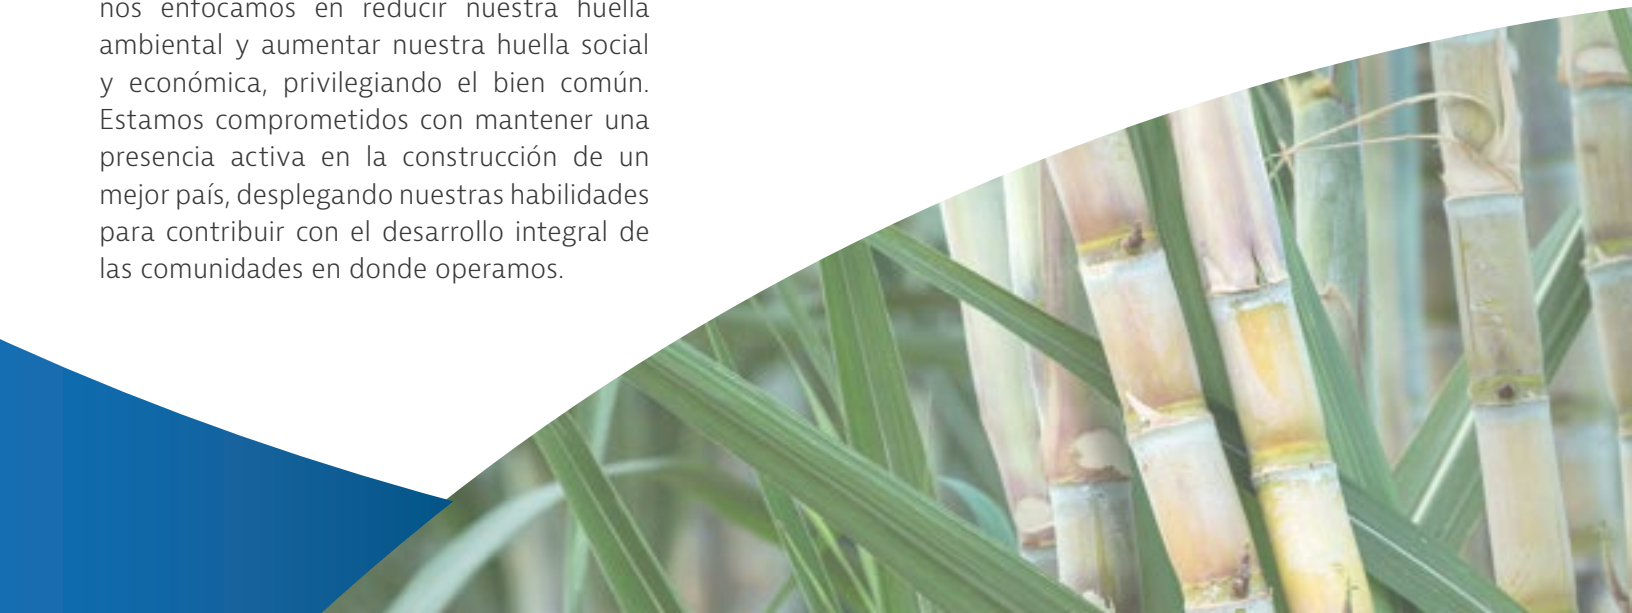 nos enfocamos en reducir nuestra huella
ambiental y aumentar nuestra huella social
y económica, privilegiando el bien común.
Estamos comprometidos con mantener una
presencia activa en la construcción de un
mejor país, desplegando nuestras habilidades
para contribuir con el desarrollo integral de
las comunidades en donde operamos.